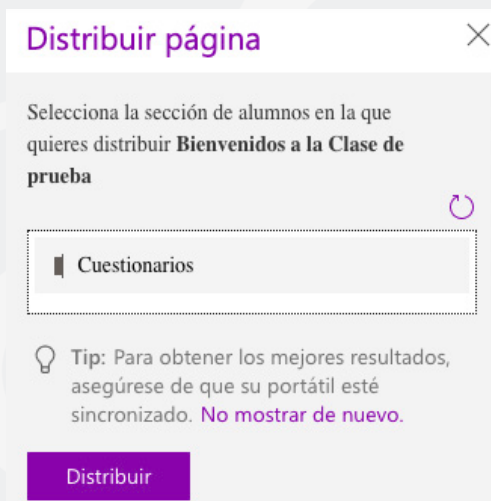 Distribuir página
Selecciona la sección de alumnos en la que
quieres distribuir Bienvenidos a la Clase de
prueba
Cuestionarios
Tip: Para obtener los mejores resultados,
asegúrese de que su portátil esté
sincronizado. No mostrar de nuevo.
Distribuir